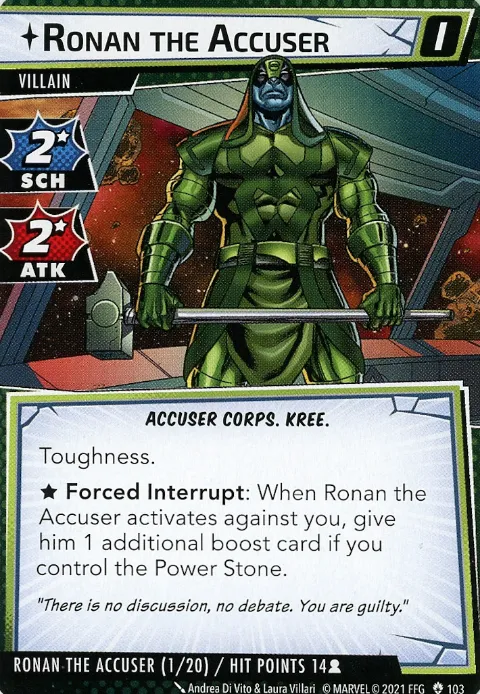 RONAN THE ACCUSER
I
VILLAIN
2
SCH
2
ATK
ACCUSER CORPS. KREE.
Toughness.
★ Forced Interrupt: When Ronan the
Accuser activates against you, give
him 1 additional boost card if you
control the Power Stone.
"There is no discussion, no debate. You are guilty."
RONAN THE ACCUSER (1/20) / HIT POINTS 14
Andrea Di Vito & Laura Villari © MARVEL © 2021 FFG 103